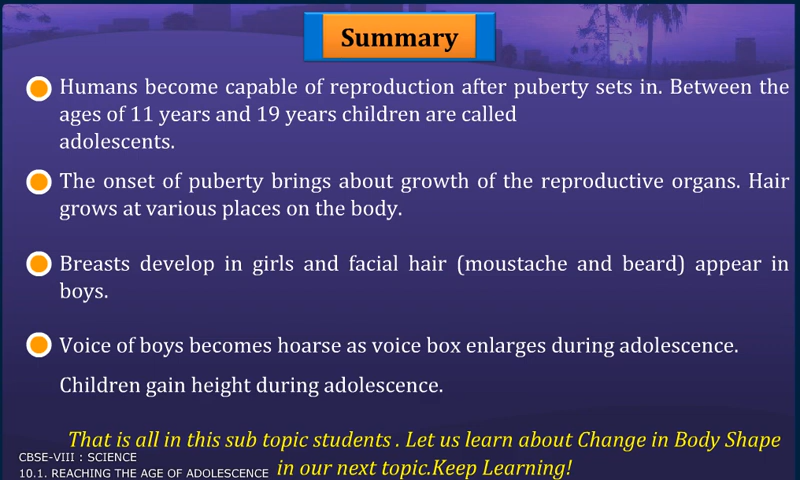 Summary
Humans become capable of reproduction after puberty sets in. Between the
ages of 11 years and 19 years children are called
adolescents.
The onset of puberty brings about growth of the reproductive organs. Hair
grows at various places on the body.
Breasts develop in girls and facial hair (moustache and beard) appear in
boys.
Voice of boys becomes hoarse as voice box enlarges during adolescence.
Children gain height during adolescence.
That is all in this sub topic students . Let us learn about Change in Body Shape
in our next topic.Keep Learning!
CBSE-VIII : SCIENCE
10.1. REACHING THE AGE OF ADOLESCENCE